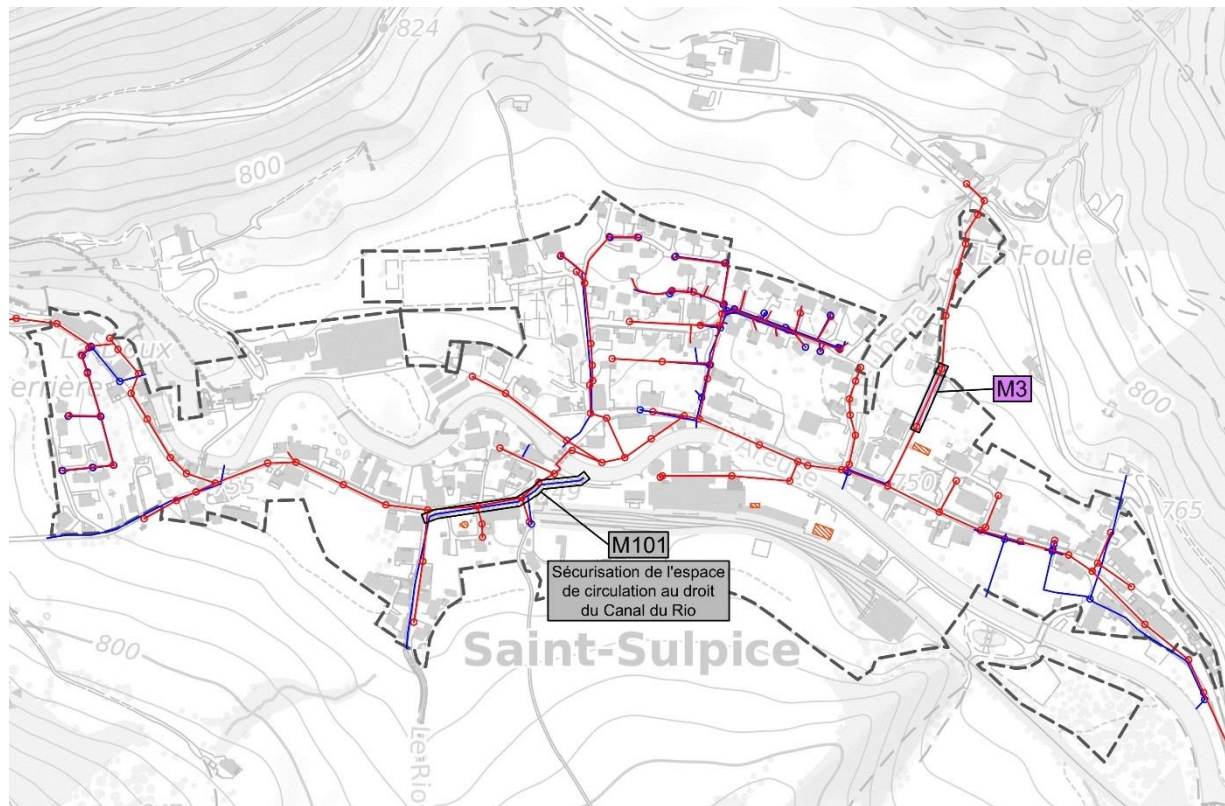 824
800
La Foule
M3
800
755
L'Areuse
750
765
M101
Sécurisation de l'espace
de circulation au droit
du Canal du Rio
Saint-Sulpice
800
Le Rio